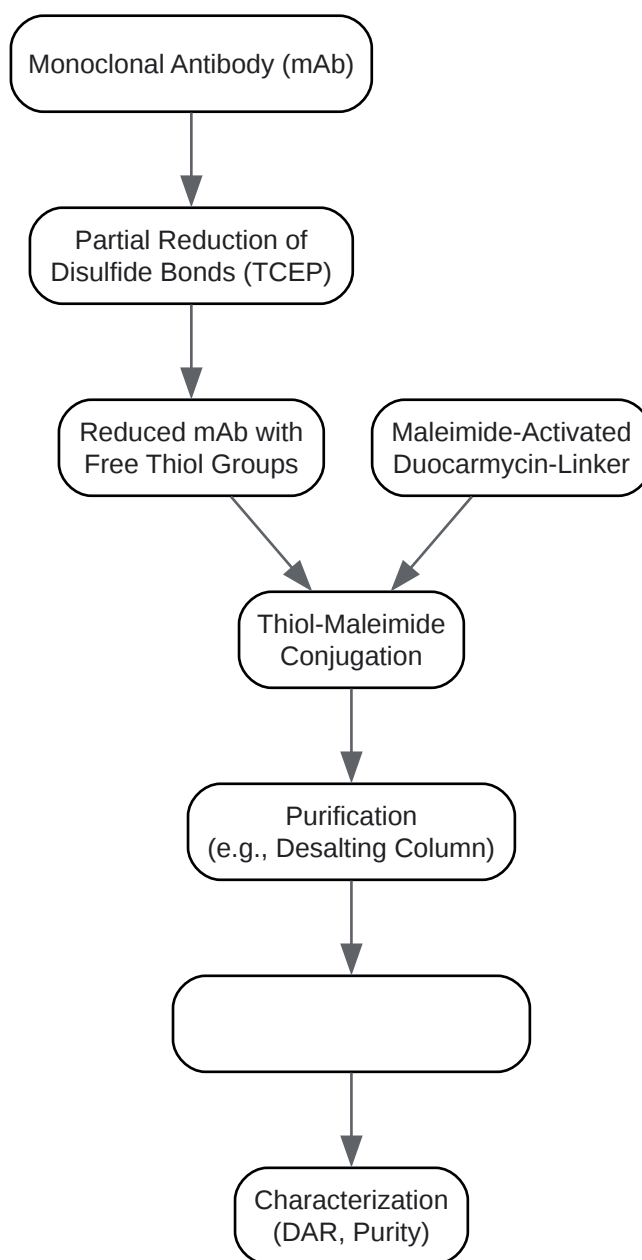 Monoclonal Antibody (mAb)
Partial Reduction of
Disulfide Bonds (TCEP)
Reduced mAb with
Free Thiol Groups
Maleimide-Activated
Duocarmycin-Linker
Thiol-Maleimide
Conjugation
Purification
(e.g., Desalting Column)
Characterization
(DAR, Purity)